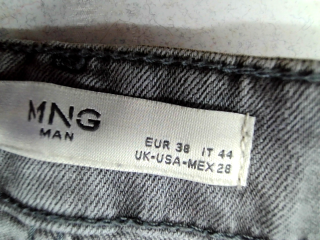 MNG
MAN
EUR 38 IT 44
UK-USA-MEX 28